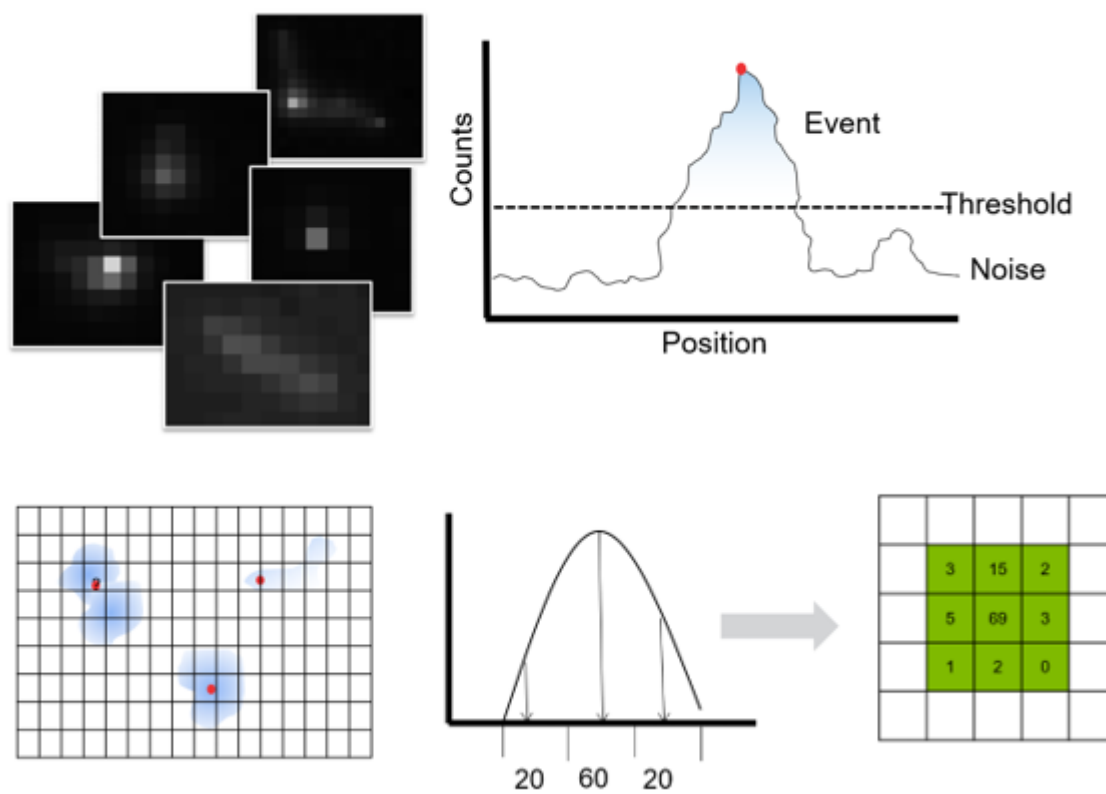 Counts
Event
Threshold
Noise
Position
20 60 20
3 15 2
5 69 3
1 2 0